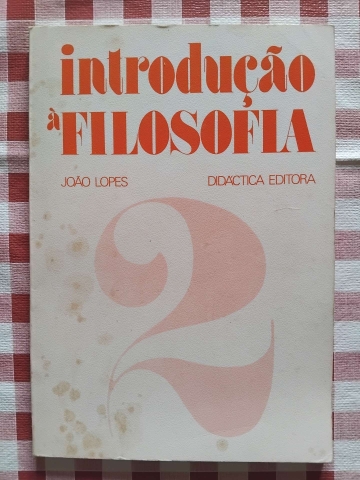 introdução
à FILOSOFIA
JOÃO LOPES DIDÁCTICA EDITORA
2